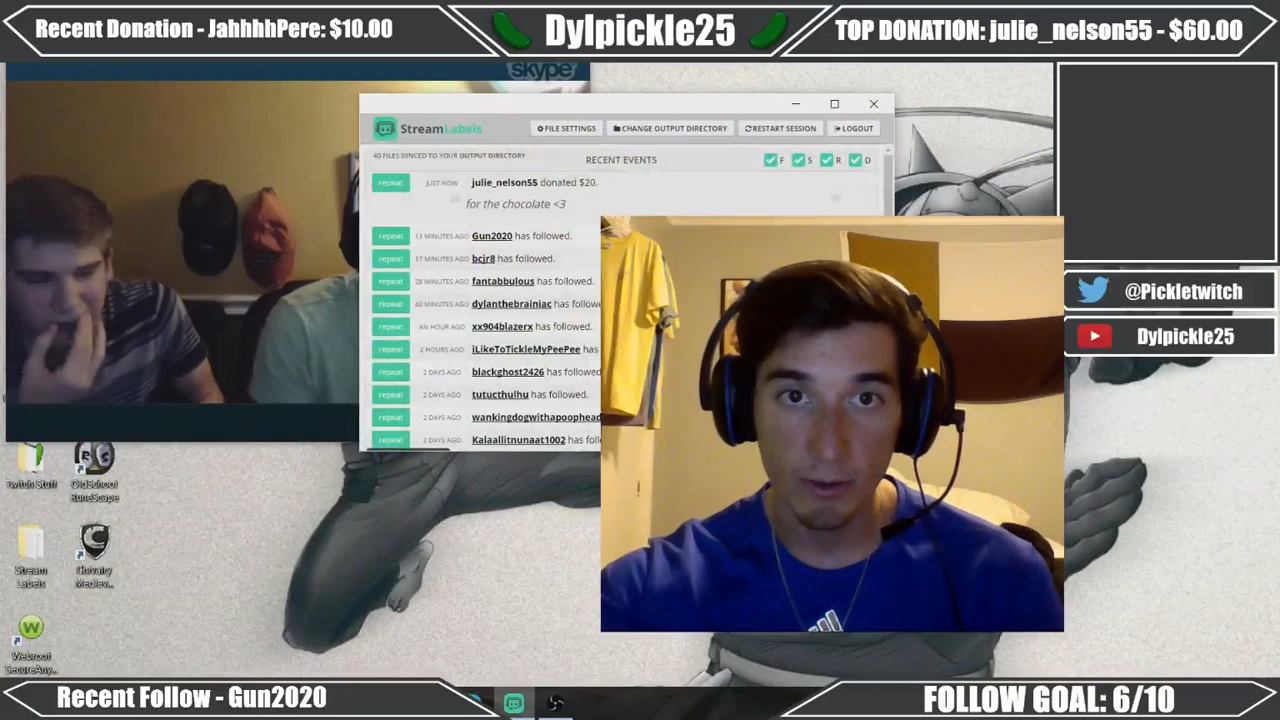 Recent Donation - JahhhhPere: $10.00
Dylpickle25
TOP DONATION: julie_nelson55 - $60.00
skype
StreamLabels
FILE SETTINGS
CHANGE OUTPUT DIRECTORY
RESTART SESSION
LOGOUT
40 FILES SYNCED TO YOUR OUTPUT DIRECTORY
RECENT EVENTS
F S R D
repeat JUST NOW julie_nelson55 donated $20.
for the chocolate <3
repeat 13 MINUTES AGO Gun2020 has followed.
repeat 17 MINUTES AGO bcjr8 has followed.
repeat 28 MINUTES AGO fantabbulous has followed.
repeat 43 MINUTES AGO dylanthebrainiac has follow
repeat AN HOUR AGO xx904blazerx has followed.
repeat 2 HOURS AGO iLikeToTickleMyPeePee has
repeat 2 DAYS AGO blackghost2426 has followed
repeat 2 DAYS AGO tutucthulhu has followed.
repeat 2 DAYS AGO wankingdogwithapoophead
repeat 2 DAYS AGO Kalaallitnunaat1002 has foll
@Pickletwitch
Dylpickle25
Twitch Stuff
OldSchool
RuneScape
Stream
Labels
Chivalry
Mediev...
Webroot
SecureAny...
adidas
Recent Follow - Gun2020
FOLLOW GOAL: 6/10